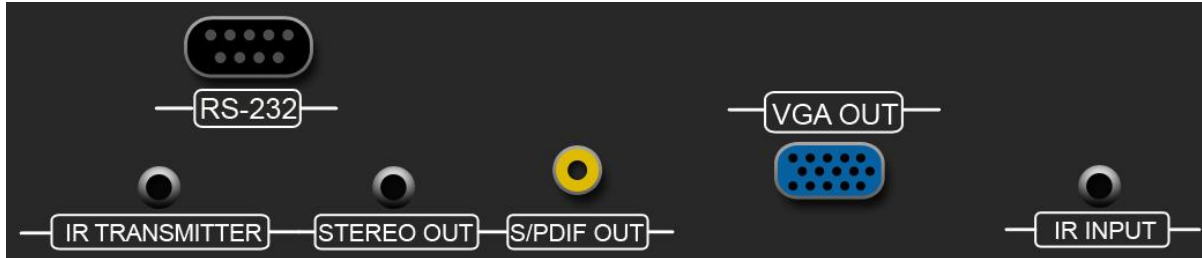 RS-232
VGA OUT
IR TRANSMITTER
STEREO OUT
S/PDIF OUT
IR INPUT